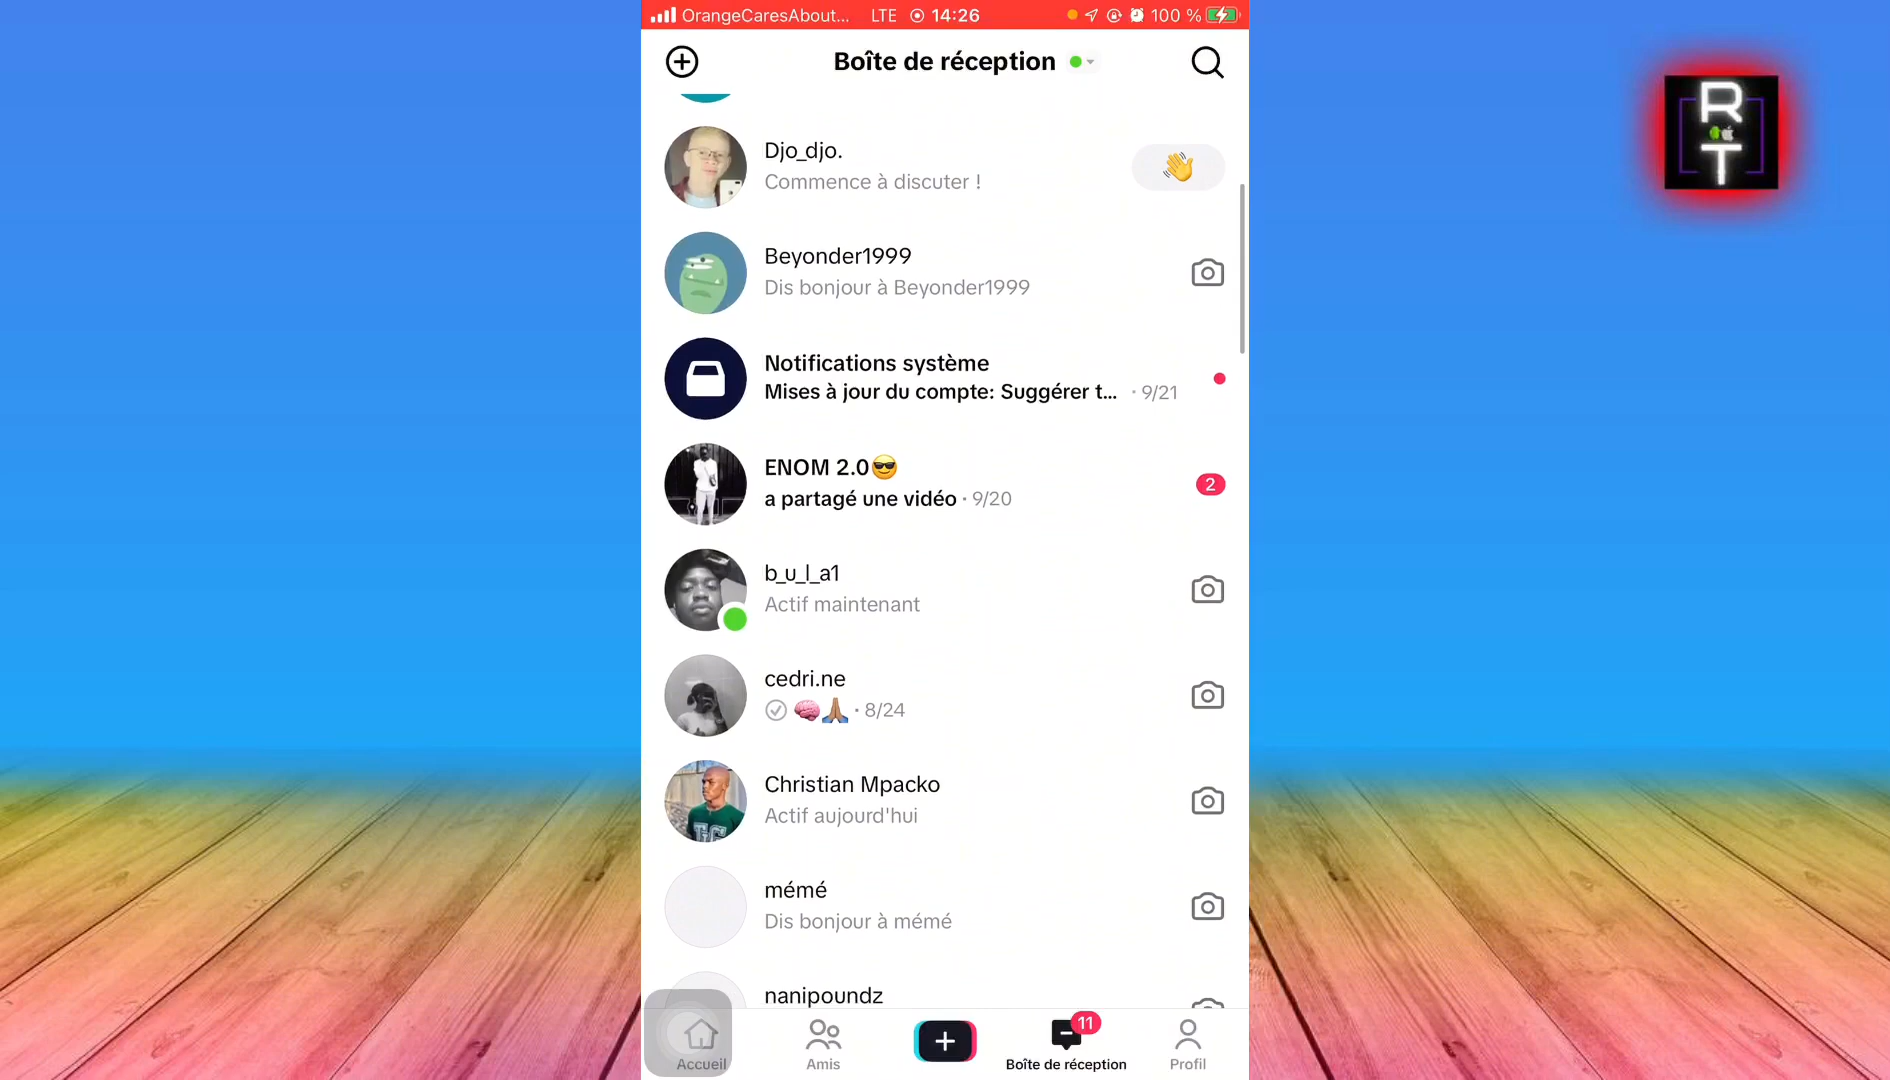 OrangeCaresAbout... LTE 14:26 100 %
Boîte de réception
R
T
Djo_djo.
Commence à discuter !
Beyonder1999
Dis bonjour à Beyonder1999
Notifications système
Mises à jour du compte: Suggérer t... · 9/21
ENOM 2.0😎
a partagé une vidéo · 9/20
2
b_u_l_a1
Actif maintenant
cedri.ne
🧠🙏🏽 · 8/24
Christian Mpacko
Actif aujourd'hui
mémé
Dis bonjour à mémé
nanipoundz
11
Accueil Amis Boîte de réception Profil